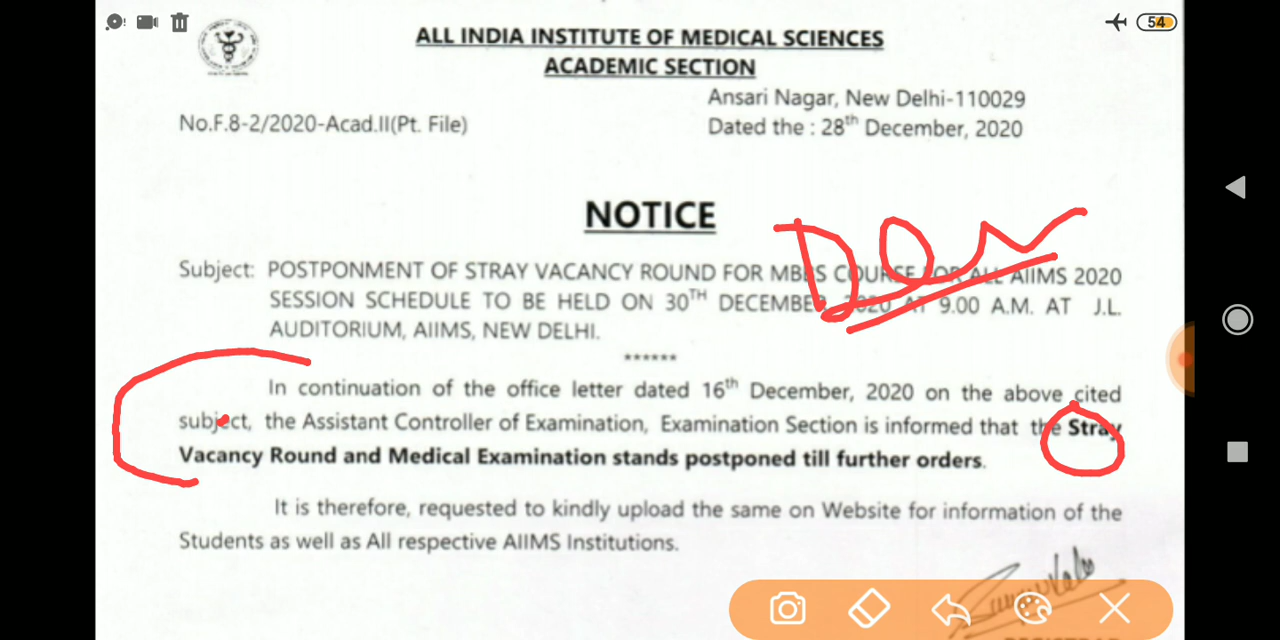 54
ALL INDIA INSTITUTE OF MEDICAL SCIENCES
ACADEMIC SECTION
Ansari Nagar, New Delhi-110029
No.F.8-2/2020-Acad.II(Pt. File)
Dated the : 28th December, 2020
NOTICE
Subject: POSTPONMENT OF STRAY VACANCY ROUND FOR MBBS COURSE FOR ALL AIIMS 2020
SESSION SCHEDULE TO BE HELD ON 30TH DECEMBER, 2020 AT 9.00 A.M. AT J.L.
AUDITORIUM, AIIMS, NEW DELHI.
******
In continuation of the office letter dated 16th December, 2020 on the above cited
subject, the Assistant Controller of Examination, Examination Section is informed that the Stray
Vacancy Round and Medical Examination stands postponed till further orders.
It is therefore, requested to kindly upload the same on Website for information of the
Students as well as All respective AIIMS Institutions.